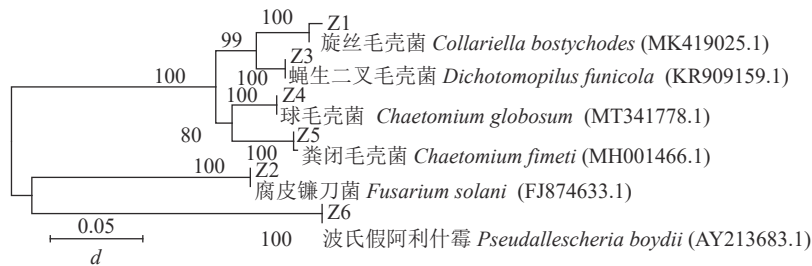 100 Z1
99 旋丝毛壳菌 Collariella bostychodes (MK419025.1)
Z3
100 100 蝇生二叉毛壳菌 Dichotomopilus funicola (KR909159.1)
100 Z4
球毛壳菌 Chaetomium globosum (MT341778.1)
80 Z5
100 粪闭毛壳菌 Chaetomium fimeti (MH001466.1)
100 Z2
腐皮镰刀菌 Fusarium solani (FJ874633.1)
0.05 Z6
100 波氏假阿利什霉 Pseudallescheria boydii (AY213683.1)
d